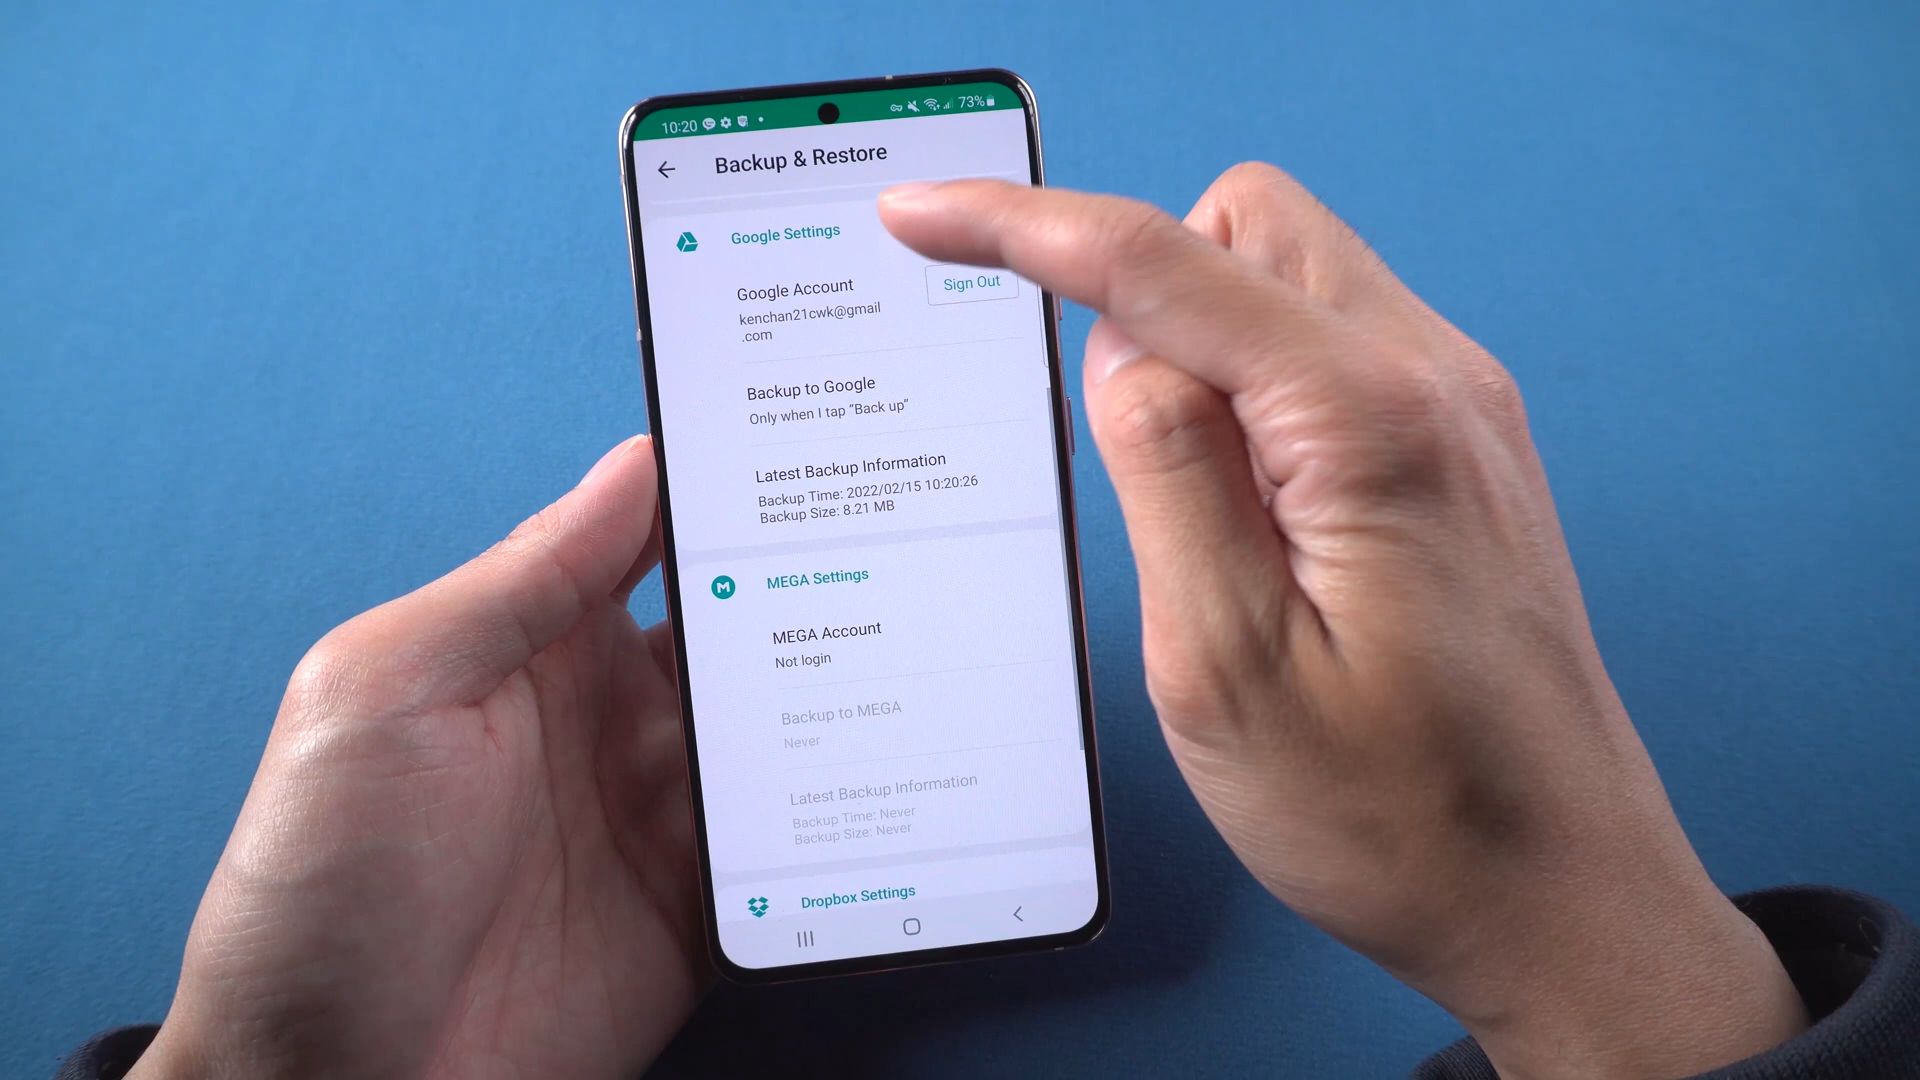 10:20
73%
Backup & Restore
Google Settings
Google Account
Sign Out
kenchan21cwk@gmail
.com
Backup to Google
Only when I tap “Back up”
Latest Backup Information
Backup Time: 2022/02/15 10:20:26
Backup Size: 8.21 MB
M
MEGA Settings
MEGA Account
Not login
Backup to MEGA
Never
Latest Backup Information
Backup Time: Never
Backup Size: Never
Dropbox Settings